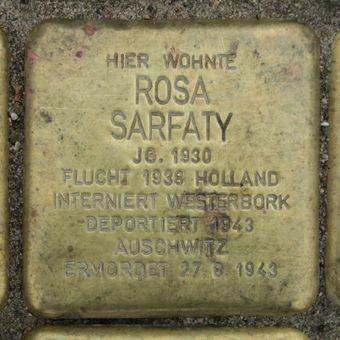 HIER WOHNTE
ROSA
SARFATY
JG. 1930
FLUCHT 1938 HOLLAND
INTERNIERT WESTERBORK
DEPORTIERT 1943
AUSCHWITZ
ERMORDET 27.8.1943